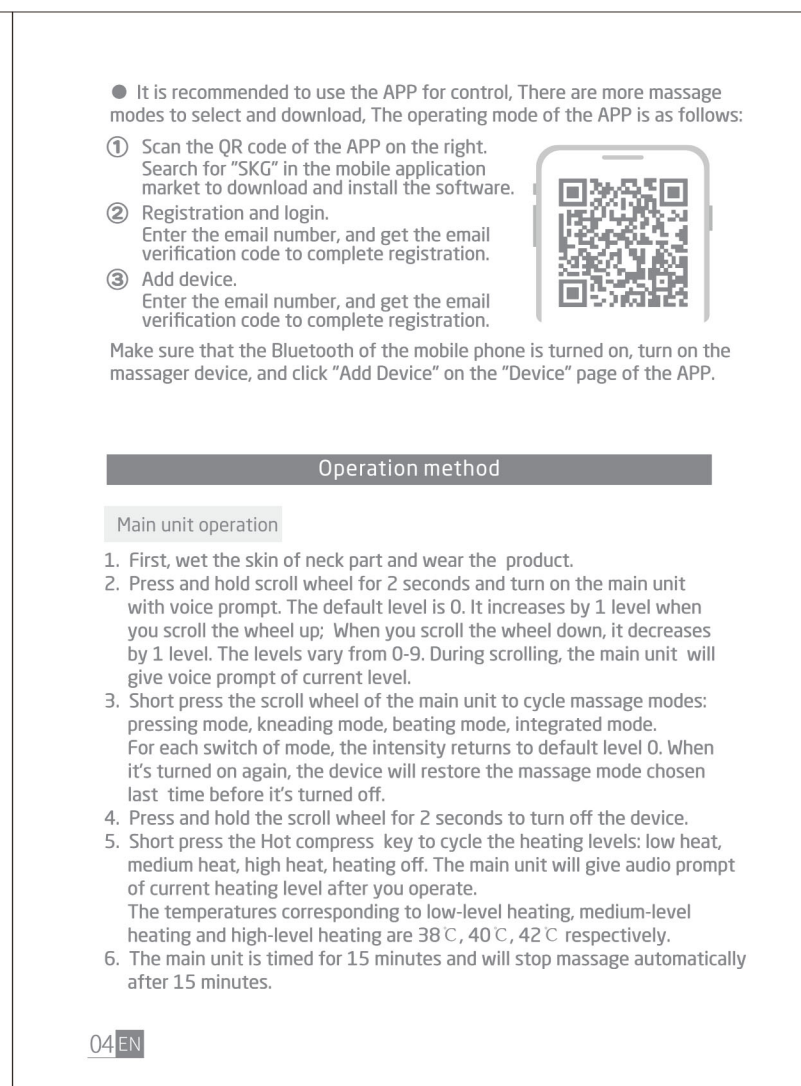 ● It is recommended to use the APP for control, There are more massage
modes to select and download, The operating mode of the APP is as follows:
① Scan the QR code of the APP on the right.
Search for "SKG" in the mobile application
market to download and install the software.
② Registration and login.
Enter the email number, and get the email
verification code to complete registration.
③ Add device.
Enter the email number, and get the email
verification code to complete registration.
Make sure that the Bluetooth of the mobile phone is turned on, turn on the
massager device, and click "Add Device" on the "Device" page of the APP.
Operation method
Main unit operation
1. First, wet the skin of neck part and wear the product.
2. Press and hold scroll wheel for 2 seconds and turn on the main unit
with voice prompt. The default level is 0. It increases by 1 level when
you scroll the wheel up; When you scroll the wheel down, it decreases
by 1 level. The levels vary from 0-9. During scrolling, the main unit will
give voice prompt of current level.
3. Short press the scroll wheel of the main unit to cycle massage modes:
pressing mode, kneading mode, beating mode, integrated mode.
For each switch of mode, the intensity returns to default level 0. When
it's turned on again, the device will restore the massage mode chosen
last time before it's turned off.
4. Press and hold the scroll wheel for 2 seconds to turn off the device.
5. Short press the Hot compress key to cycle the heating levels: low heat,
medium heat, high heat, heating off. The main unit will give audio prompt
of current heating level after you operate.
The temperatures corresponding to low-level heating, medium-level
heating and high-level heating are 38℃, 40℃, 42℃ respectively.
6. The main unit is timed for 15 minutes and will stop massage automatically
after 15 minutes.
04 EN